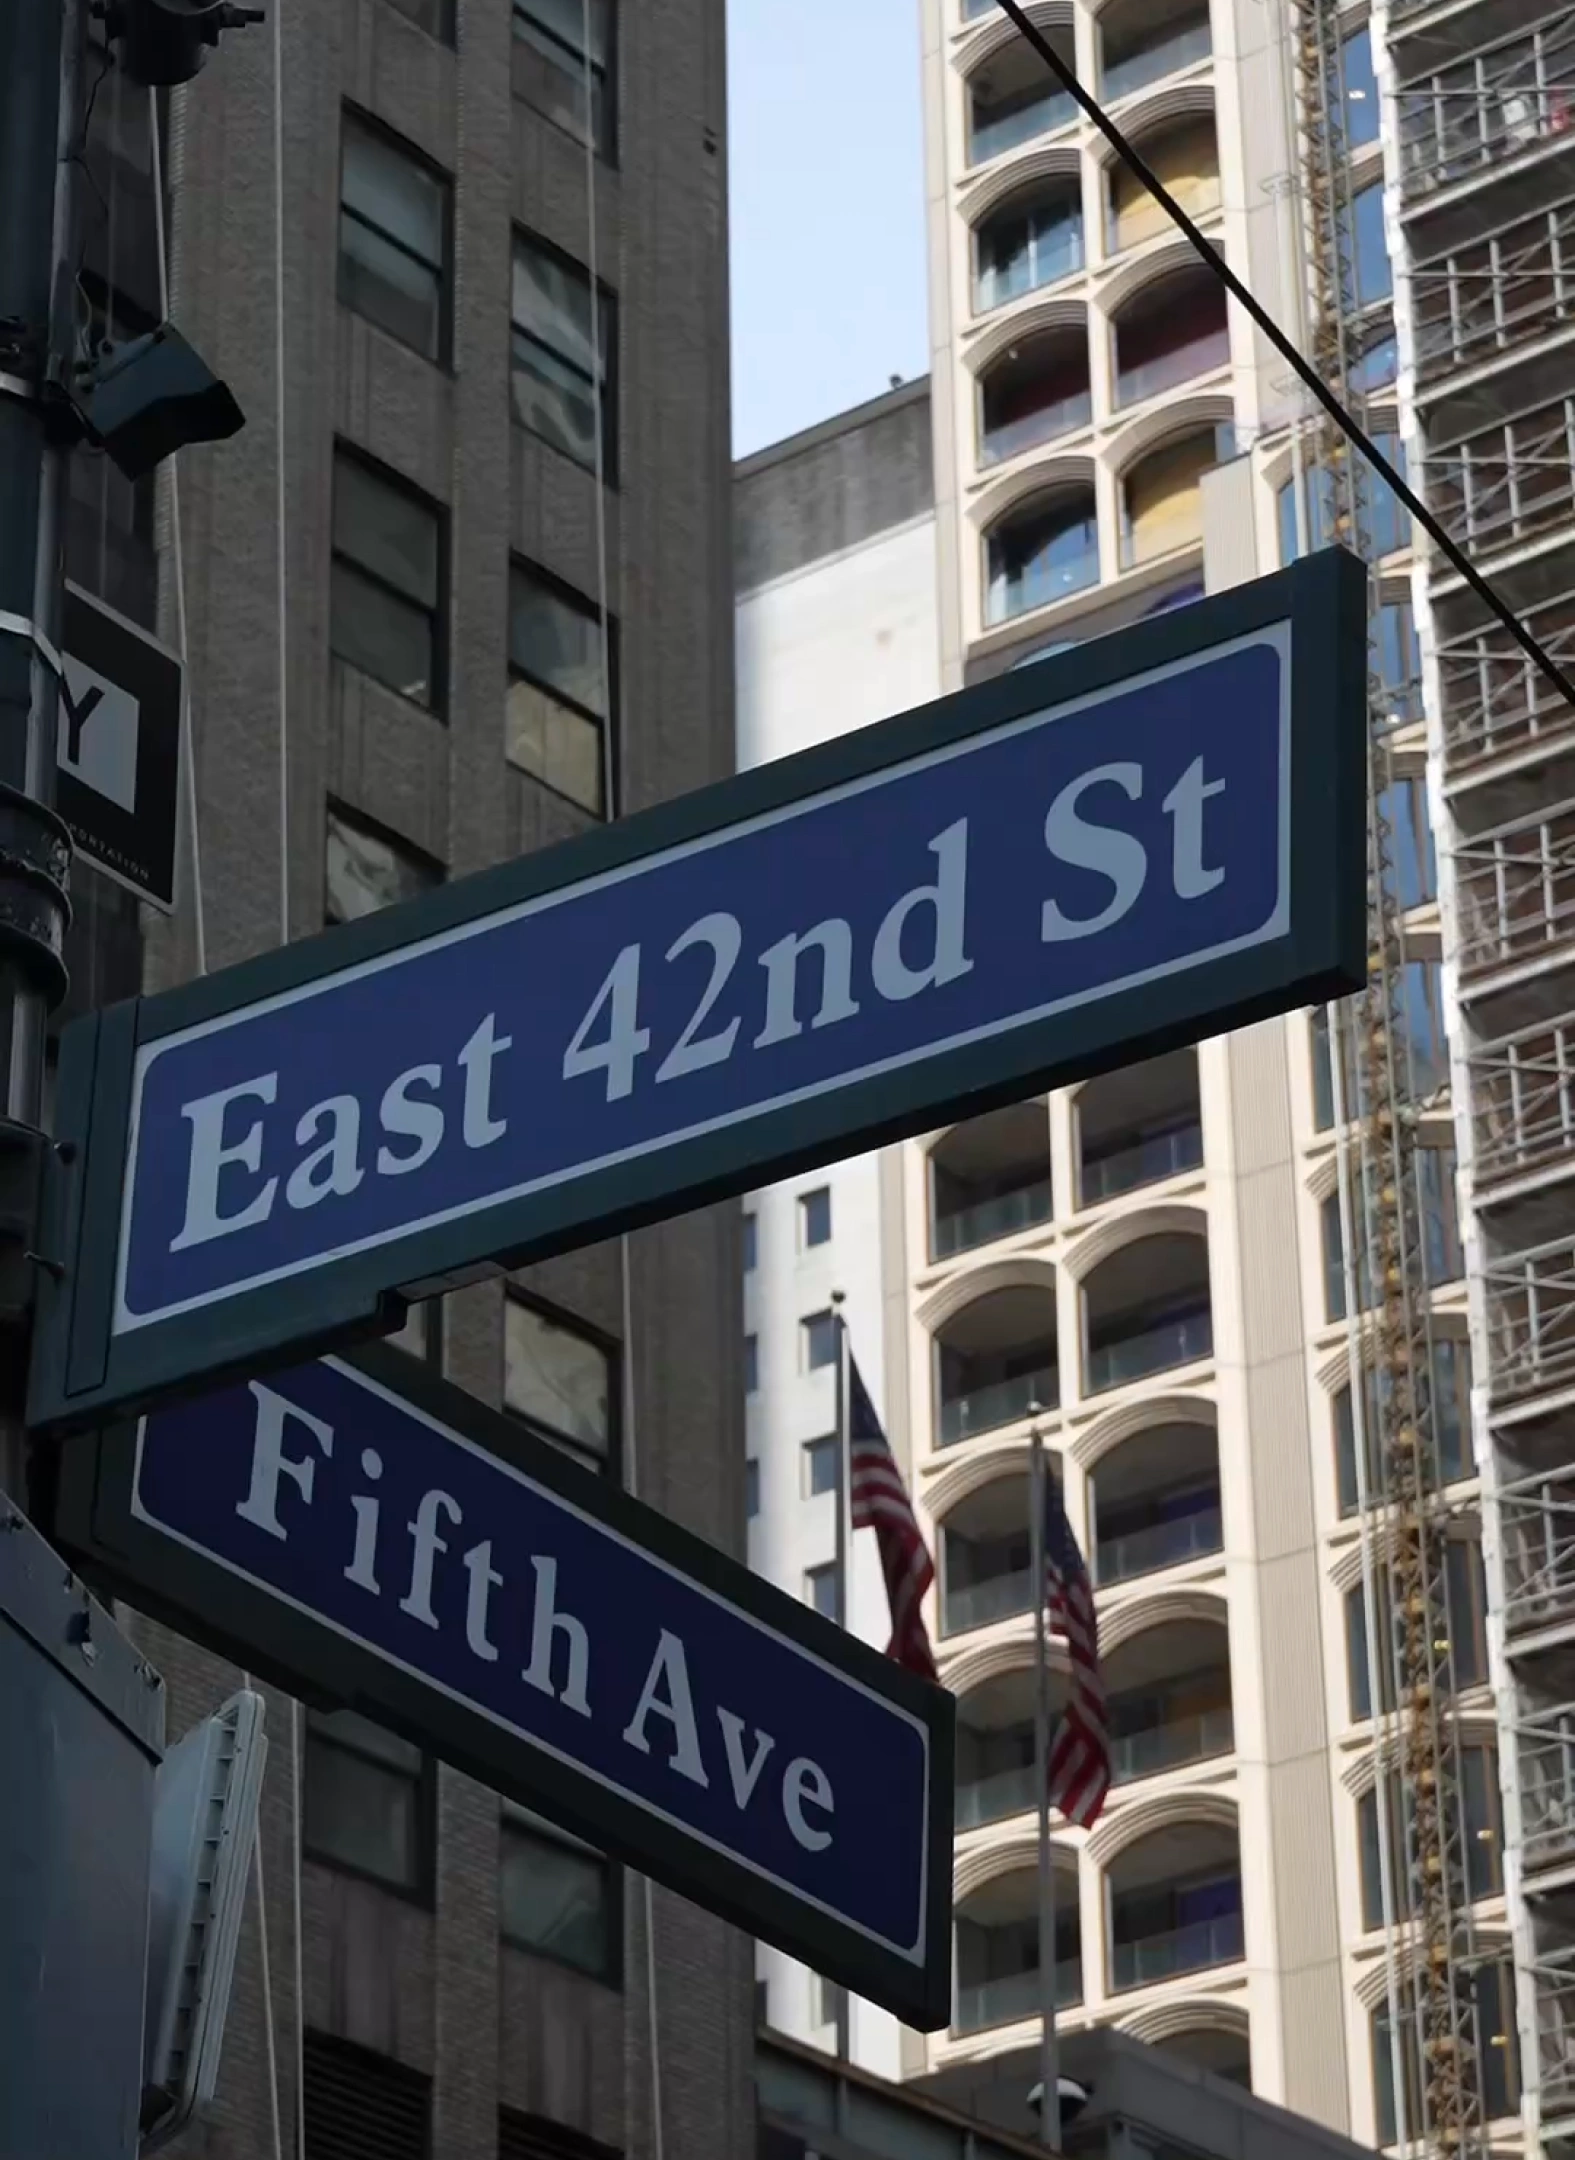 East 42nd St
Fifth Ave
Y